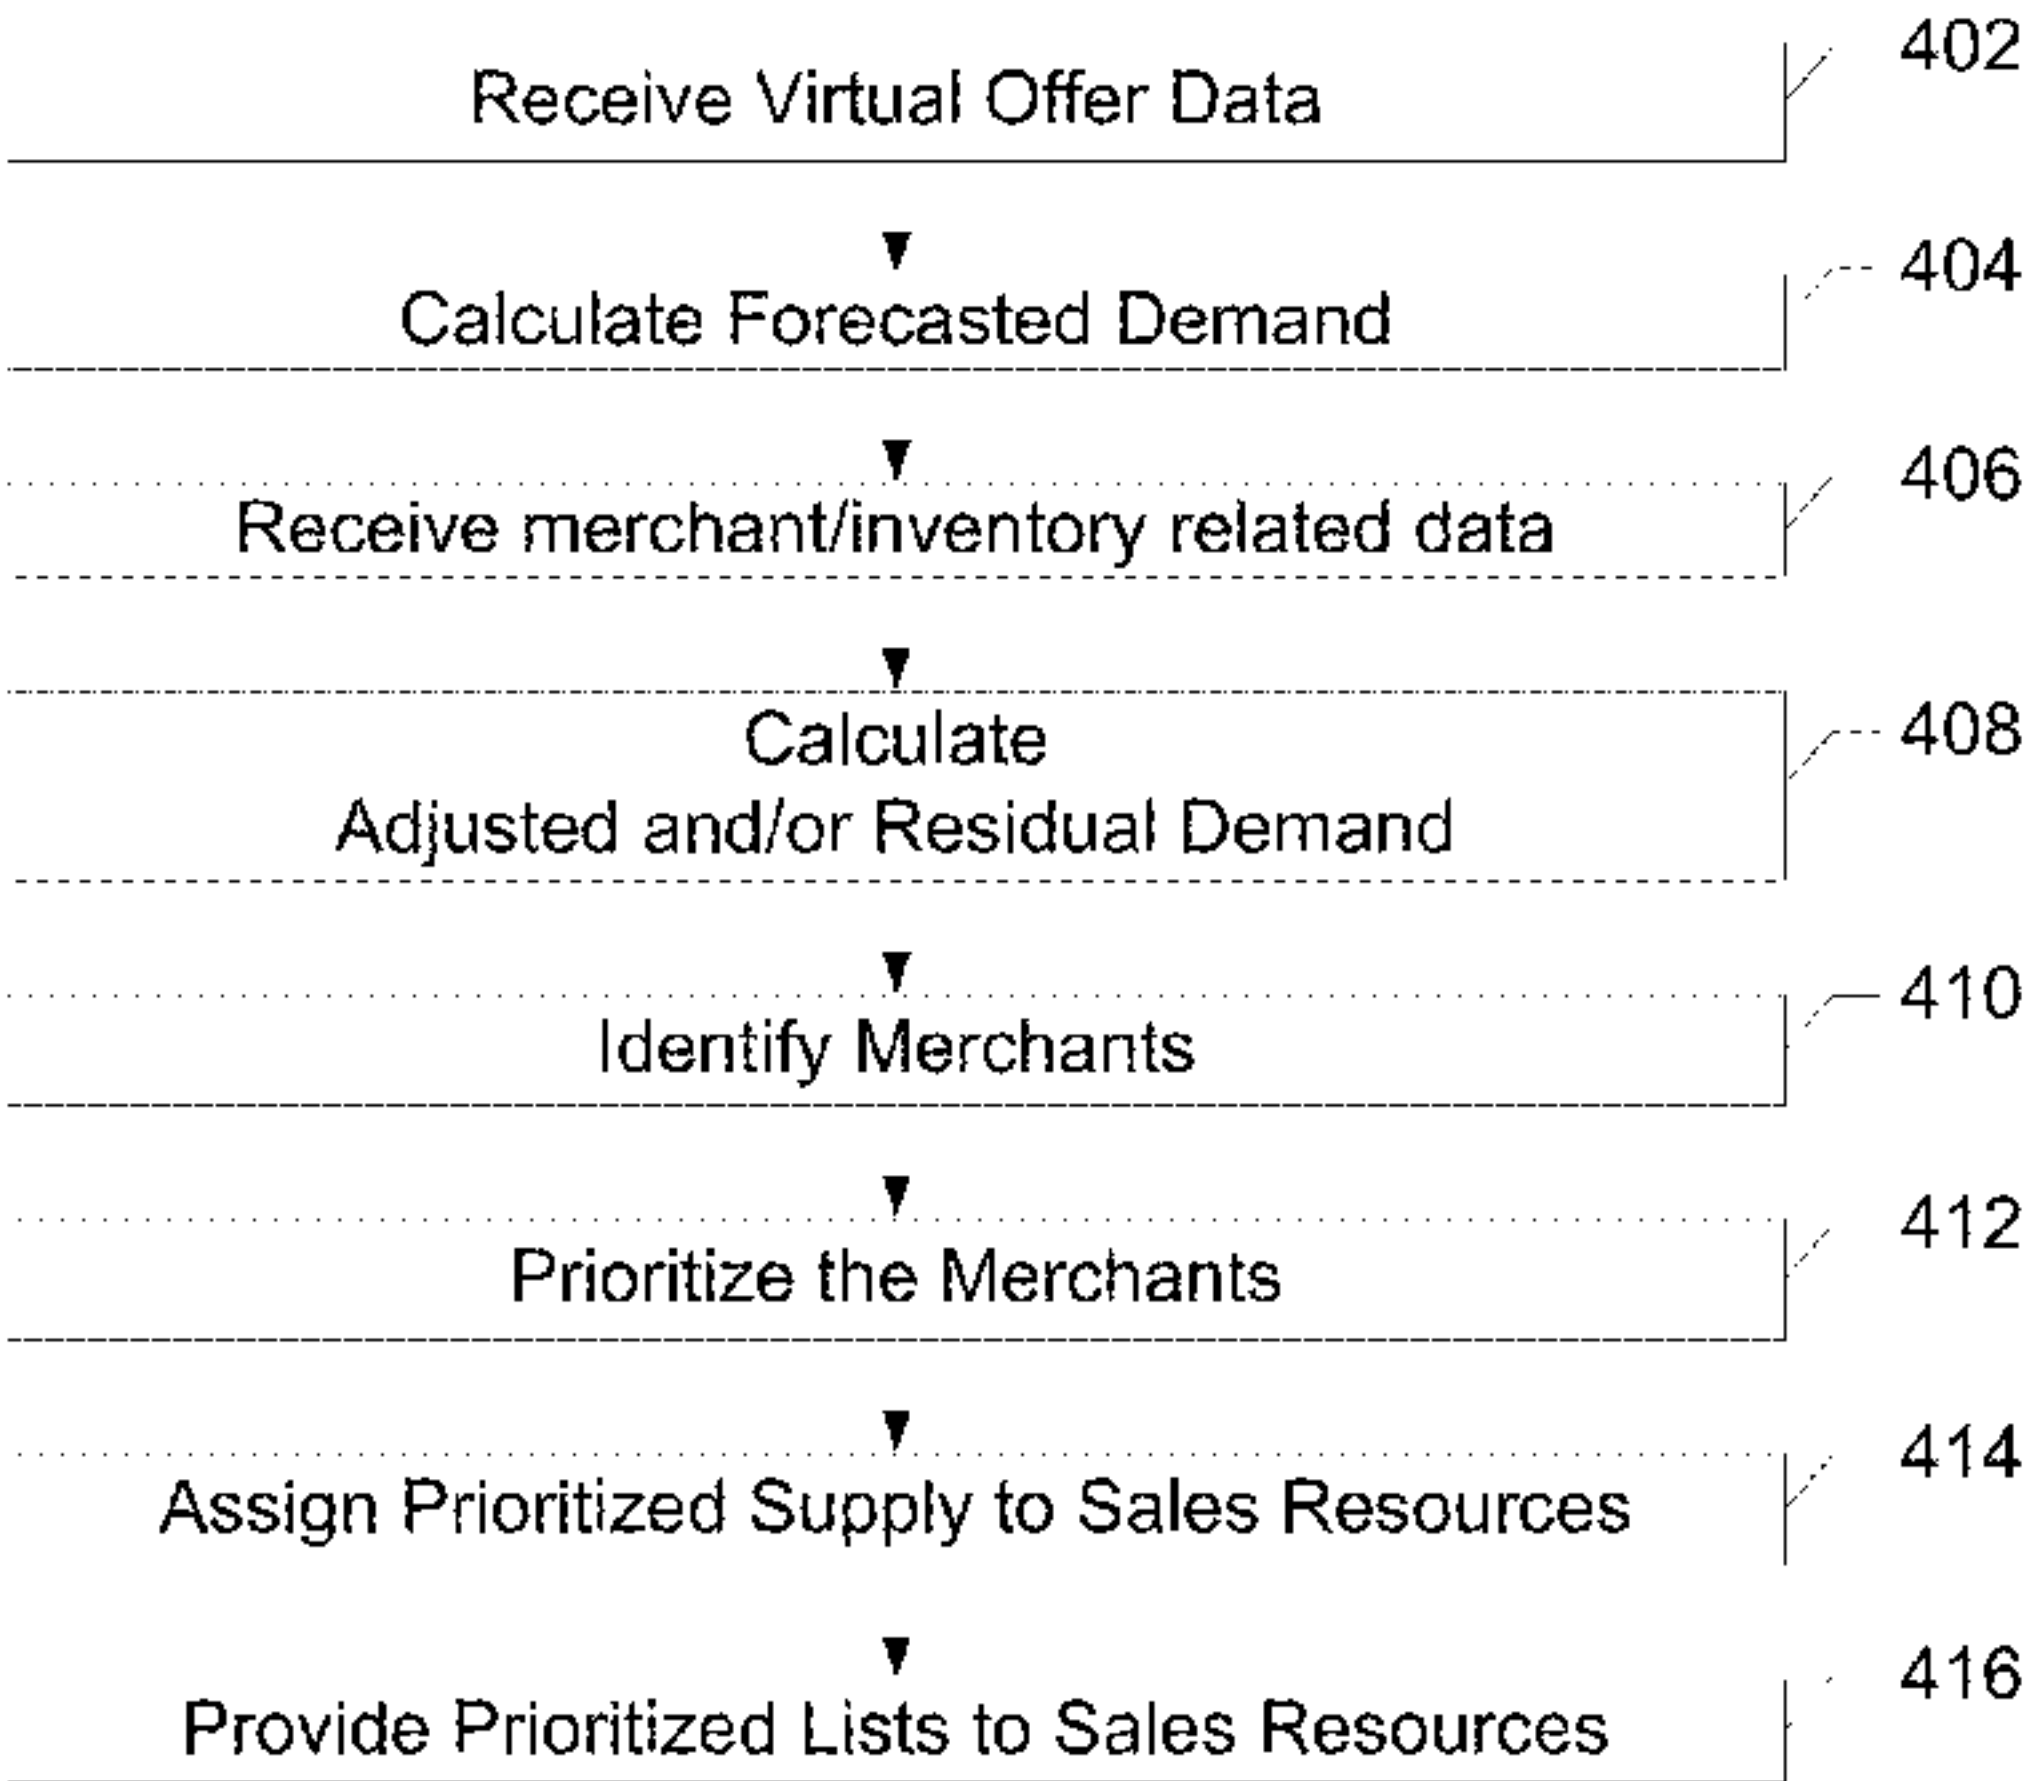 402
Receive Virtual Offer Data
404
Calculate Forecasted Demand
406
Receive merchant/inventory related data
408
Calculate
Adjusted and/or Residual Demand
410
Identify Merchants
412
Prioritize the Merchants
414
Assign Prioritized Supply to Sales Resources
416
Provide Prioritized Lists to Sales Resources